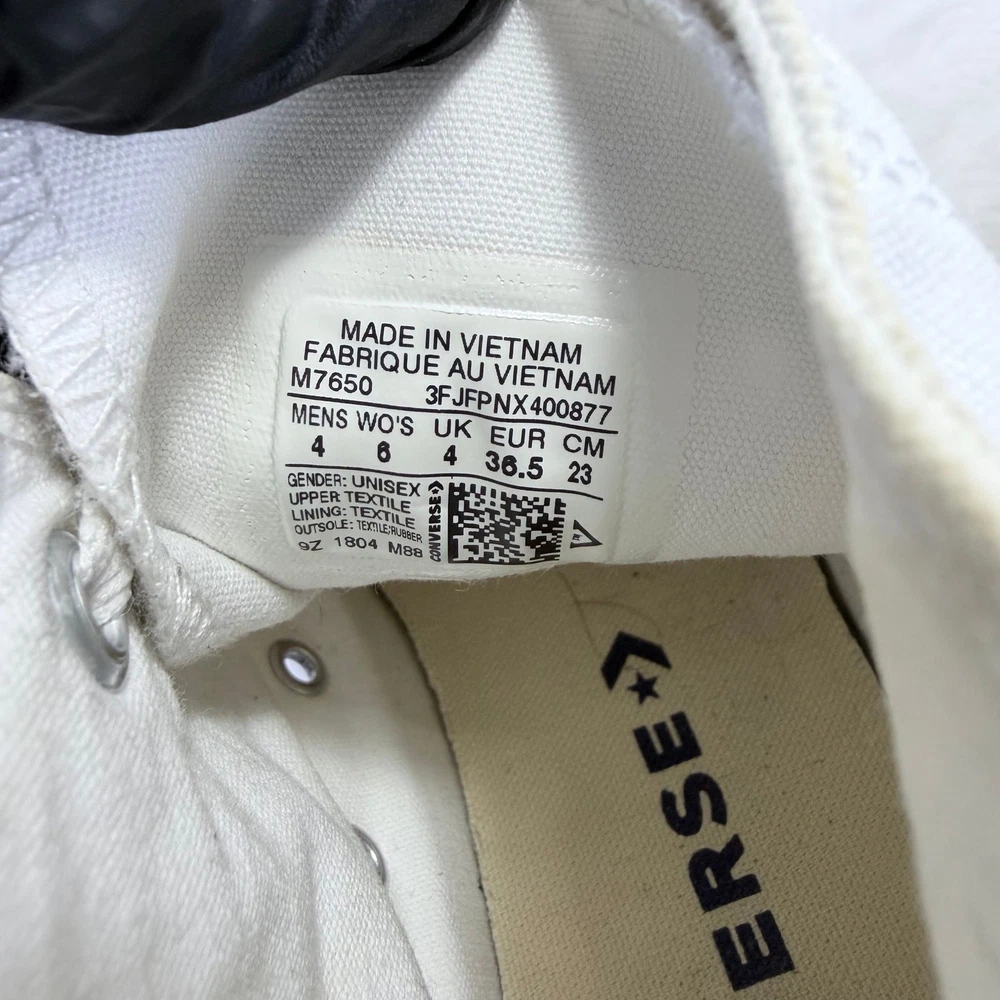 MADE IN VIETNAM
FABRIQUE AU VIETNAM
M7650 3FJFPNX400877
MENS WO'S UK EUR CM
4 6 4 36.5 23
GENDER: UNISEX
UPPER: TEXTILE
LINING: TEXTILE
OUTSOLE: TEXTILE/RUBBER
9Z 1804 M88
CONVERSE
ERSE